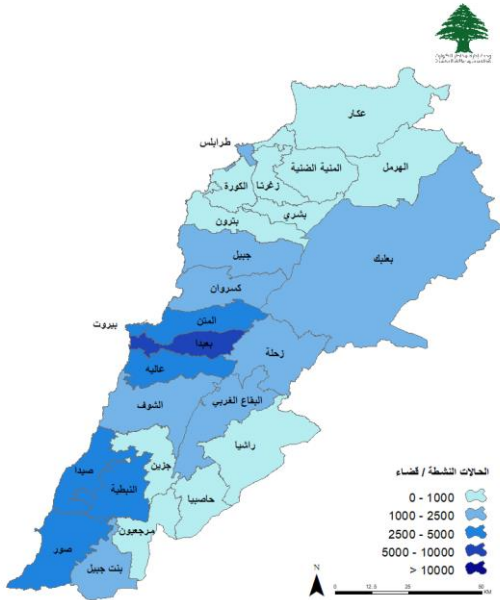 عكار
طرابلس
المنية الضنية
الهرمل
زغرتا
الكورة
بشري
بترون
بعلبك
جبيل
كسروان
المتن
بيروت
بعبدا
زحلة
عاليه
البقاع الغربي
الشوف
راشيا
جزين
صيدا
النبطية
حاصبيا
مرجعيون
صور
بنت جبيل
الحالات النشطة / قضاء
0 - 1000
1000 - 2500
2500 - 5000
5000 - 10000
> 10000
N
0 12.5 25 50
KM